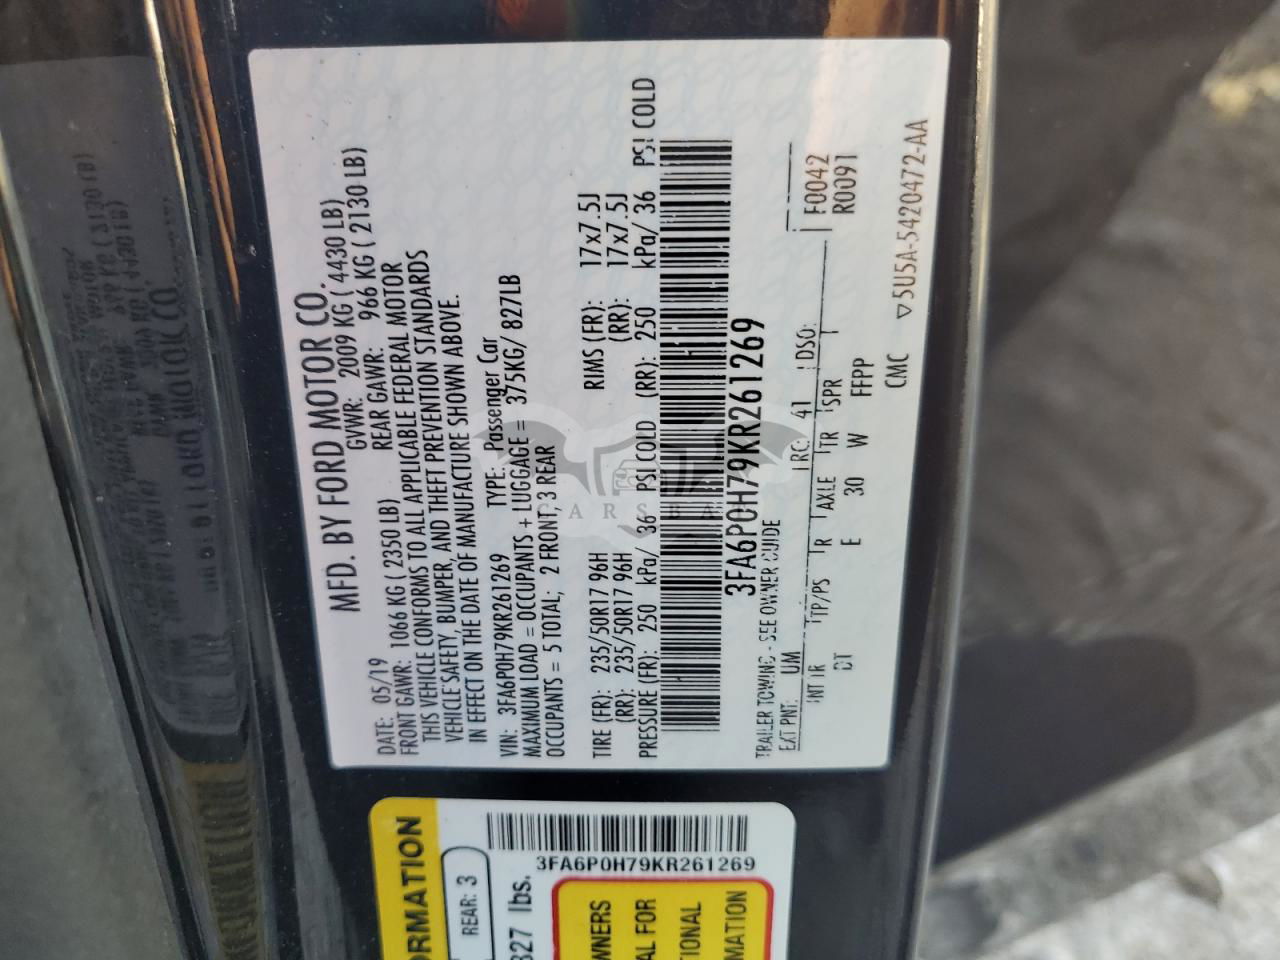 MFD. BY FORD MOTOR CO.
DATE: 05/19 GVWR: 2009 KG ( 4430 LB)
FRONT GAWR: 1066 KG ( 2350 LB) REAR GAWR: 966 KG ( 2130 LB)
THIS VEHICLE CONFORMS TO ALL APPLICABLE FEDERAL MOTOR
VEHICLE SAFETY, BUMPER, AND THEFT PREVENTION STANDARDS
IN EFFECT ON THE DATE OF MANUFACTURE SHOWN ABOVE.
VIN: 3FA6P0H79KR261269 TYPE: Passenger Car
MAXIMUM LOAD = OCCUPANTS + LUGGAGE = 375KG/ 827LB
OCCUPANTS = 5 TOTAL; 2 FRONT, 3 REAR
TIRE (FR): 235/50R17 96H RIMS (FR): 17x7.5J
(RR): 235/50R17 96H (RR): 17x7.5J
PRESSURE (FR): 250 kPa/ 36 PSI COLD (RR): 250 kPa/ 36 PSI COLD
3FA6P0H79KR261269
TRAILER TOWING - SEE OWNER GUIDE
EXT PNT: UM RC: 41 DSO:
INT TR TP/PS R AXLE TR SPR
DT E 30 W FFPP
F0042
R0091
CMC 5U5A-5420472-AA
ORMATION
REAR: 3
827 lbs.
3FA6P0H79KR261269
WNERS
AL FOR
TIONAL
MATION